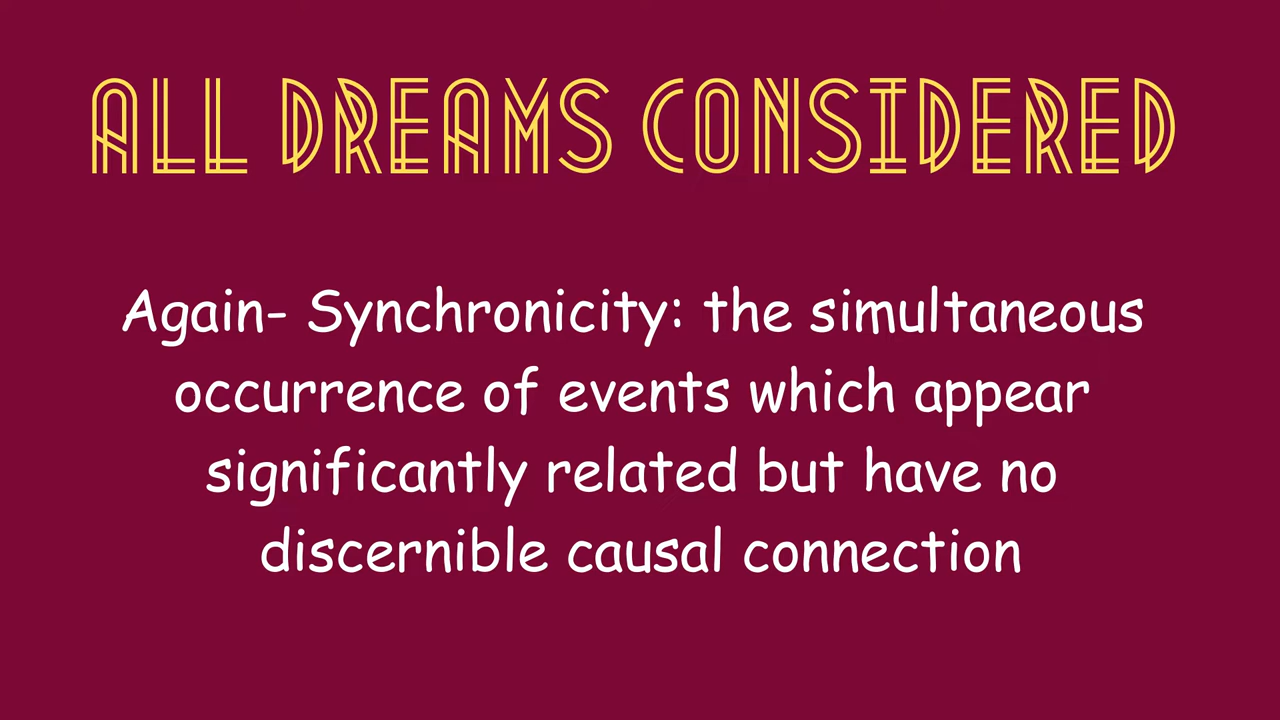 ALL DREAMS CONSIDERED
Again- Synchronicity: the simultaneous
occurrence of events which appear
significantly related but have no
discernible causal connection